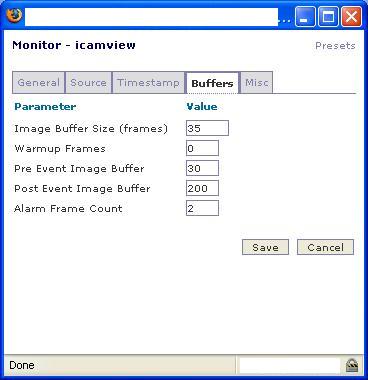 ...
Monitor - icamview Presets
General Source Timestamp Buffers Misc
Parameter Value
Image Buffer Size (frames) 35
Warmup Frames 0
Pre Event Image Buffer 30
Post Event Image Buffer 200
Alarm Frame Count 2
Save Cancel
Done